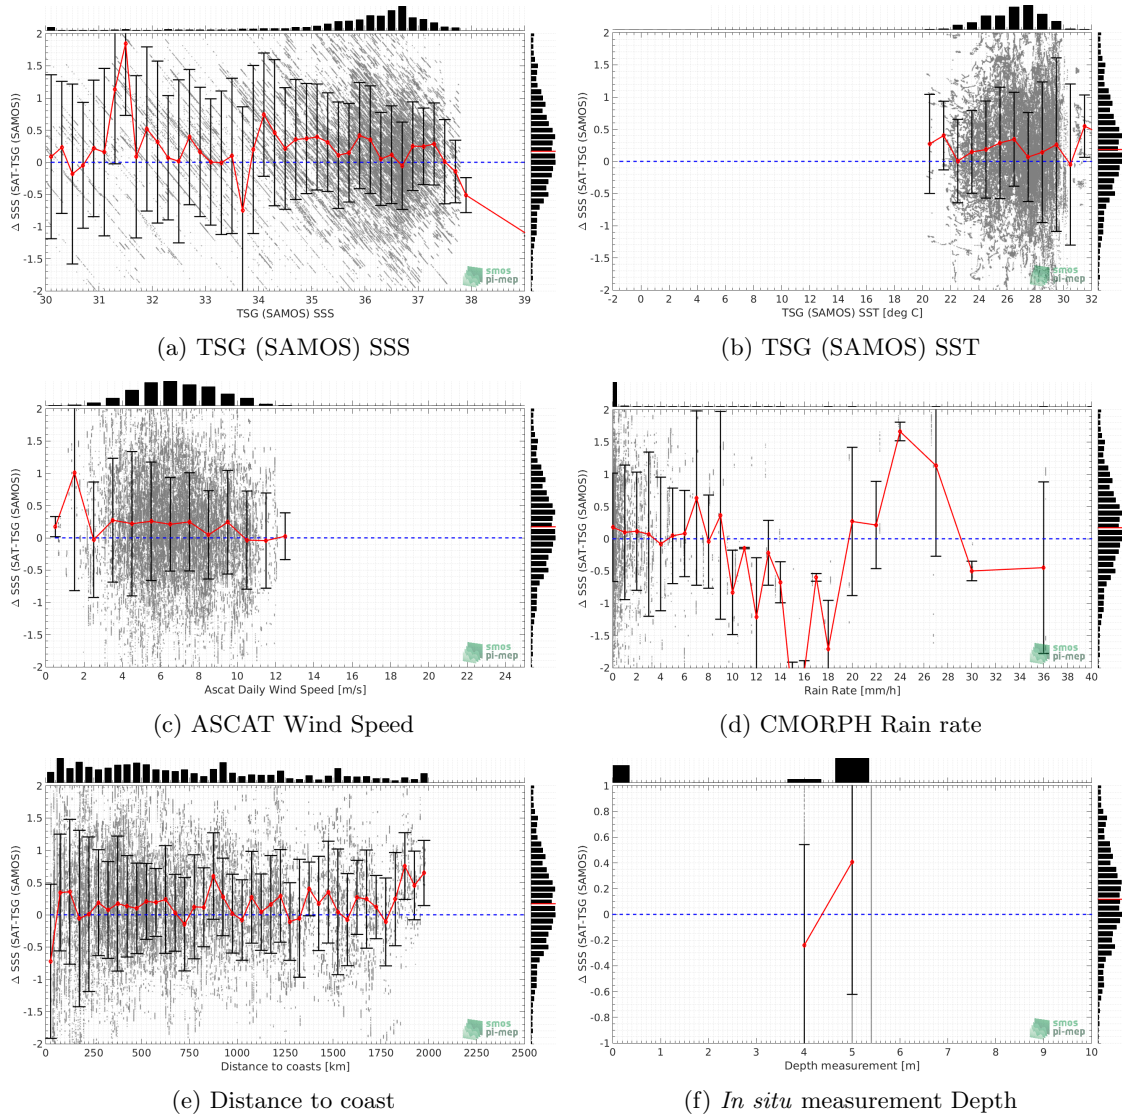 2
1.5
1
0.5
0
-0.5
-1
-1.5
-2
Δ SSS (SAT-TSG (SAMOS))
30 31 32 33 34 35 36 37 38 39
TSG (SAMOS) SSS
smos
pi-mep
(a) TSG (SAMOS) SSS
2
1.5
1
0.5
0
-0.5
-1
-1.5
-2
Δ SSS (SAT-TSG (SAMOS))
-2 0 2 4 6 8 10 12 14 16 18 20 22 24 26 28 30 32
TSG (SAMOS) SST [deg C]
smos
pi-mep
(b) TSG (SAMOS) SST
2
1.5
1
0.5
0
-0.5
-1
-1.5
-2
Δ SSS (SAT-TSG (SAMOS))
0 2 4 6 8 10 12 14 16 18 20 22 24
Ascat Daily Wind Speed [m/s]
smos
pi-mep
(c) ASCAT Wind Speed
2
1.5
1
0.5
0
-0.5
-1
-1.5
-2
Δ SSS (SAT-TSG (SAMOS))
0 2 4 6 8 10 12 14 16 18 20 22 24 26 28 30 32 34 36 38 40
Rain Rate [mm/h]
smos
pi-mep
(d) CMORPH Rain rate
2
1.5
1
0.5
0
-0.5
-1
-1.5
-2
Δ SSS (SAT-TSG (SAMOS))
0 250 500 750 1000 1250 1500 1750 2000 2250 2500
Distance to coasts [km]
smos
pi-mep
(e) Distance to coast
1
0.8
0.6
0.4
0.2
0
-0.2
-0.4
-0.6
-0.8
-1
Δ SSS (SAT-TSG (SAMOS))
0 1 2 3 4 5 6 7 8 9 10
Depth measurement [m]
smos
pi-mep
(f) In situ measurement Depth